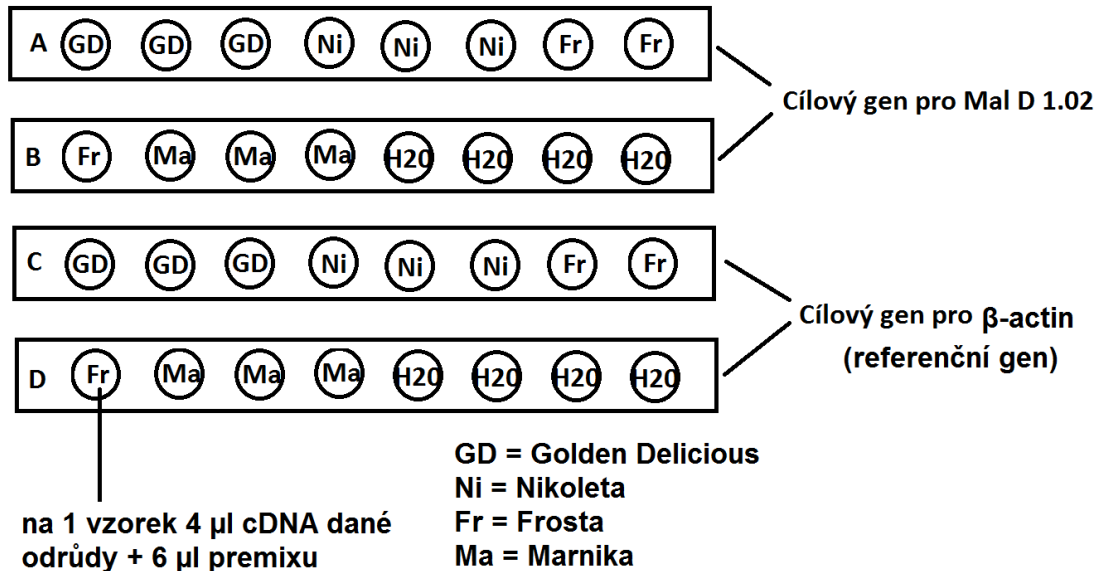 A GD GD GD Ni Ni Ni Fr Fr
Cílový gen pro Mal D 1.02
B Fr Ma Ma Ma H20 H20 H20 H20
C GD GD GD Ni Ni Ni Fr Fr
Cílový gen pro β-actin
(referenční gen)
D Fr Ma Ma Ma H20 H20 H20 H20
GD = Golden Delicious
Ni = Nikoleta
Fr = Frosta
Ma = Marnika
na 1 vzorek 4 µl cDNA dané
odrůdy + 6 µl premixu